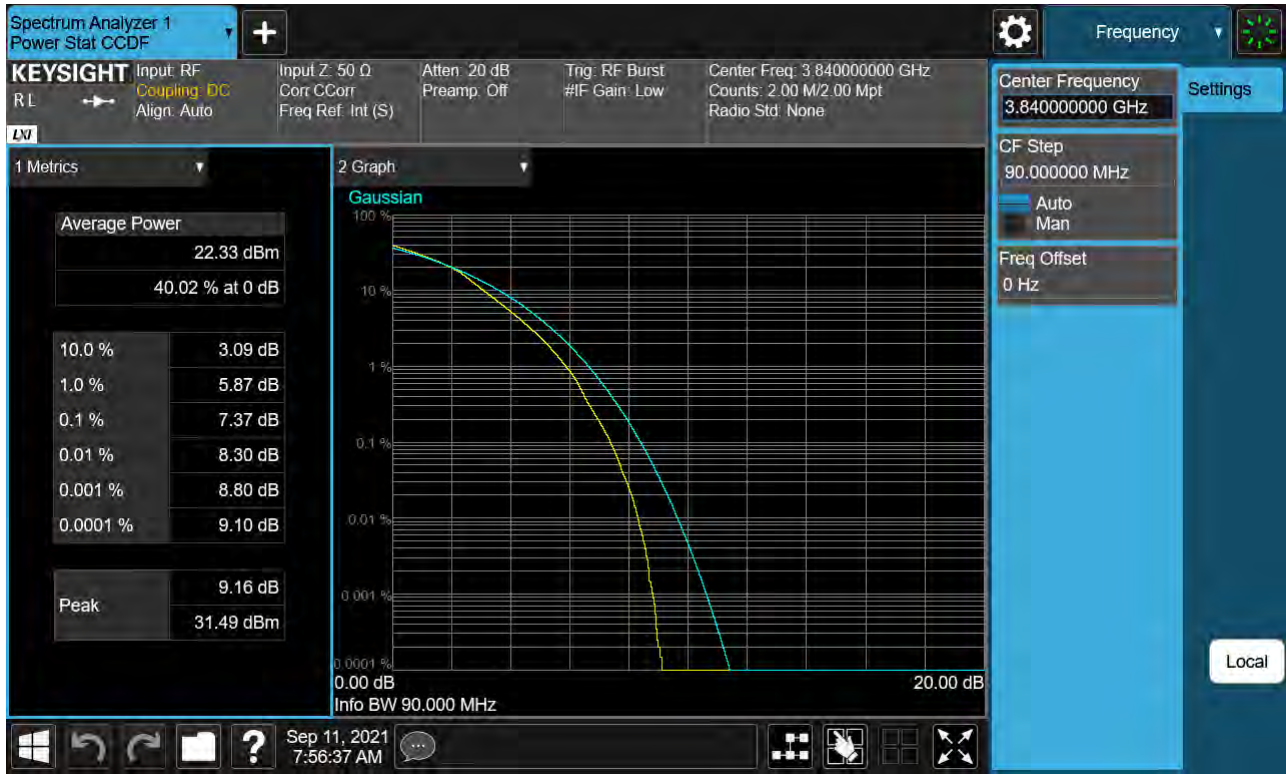 Spectrum Analyzer 1
Power Stat CCDF
Frequency
KEYSIGHT
RL
LXI
Input: RF
Coupling: DC
Align: Auto
Input Z: 50 Ω
Corr CCorr
Freq Ref: Int (S)
Atten: 20 dB
Preamp: Off
Trig: RF Burst
#IF Gain: Low
Center Freq: 3.840000000 GHz
Counts: 2.00 M/2.00 Mpt
Radio Std: None
Center Frequency
3.840000000 GHz
Settings
CF Step
90.000000 MHz
Auto
Man
Freq Offset
0 Hz
1 Metrics
Average Power
22.33 dBm
40.02 % at 0 dB
10.0 % 3.09 dB
1.0 % 5.87 dB
0.1 % 7.37 dB
0.01 % 8.30 dB
0.001 % 8.80 dB
0.0001 % 9.10 dB
Peak
9.16 dB
31.49 dBm
2 Graph
Gaussian
100 %
10 %
1 %
0.1 %
0.01 %
0.001 %
0.0001 %
0.00 dB 20.00 dB
Info BW 90.000 MHz
Local
Sep 11, 2021
7:56:37 AM